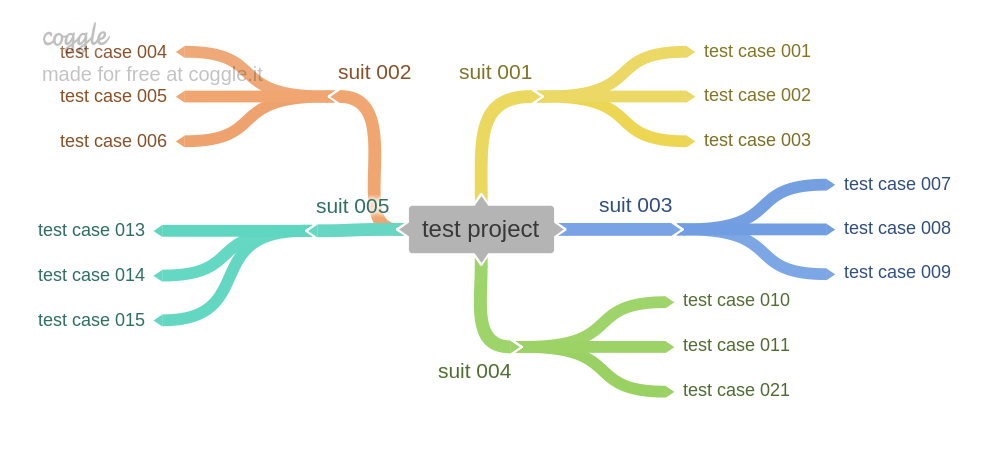 coggle
made for free at coggle.it
test case 004
test case 005
test case 006
suit 002
suit 001
test case 001
test case 002
test case 003
suit 005
test case 013
test case 014
test case 015
test project
suit 003
test case 007
test case 008
test case 009
suit 004
test case 010
test case 011
test case 021